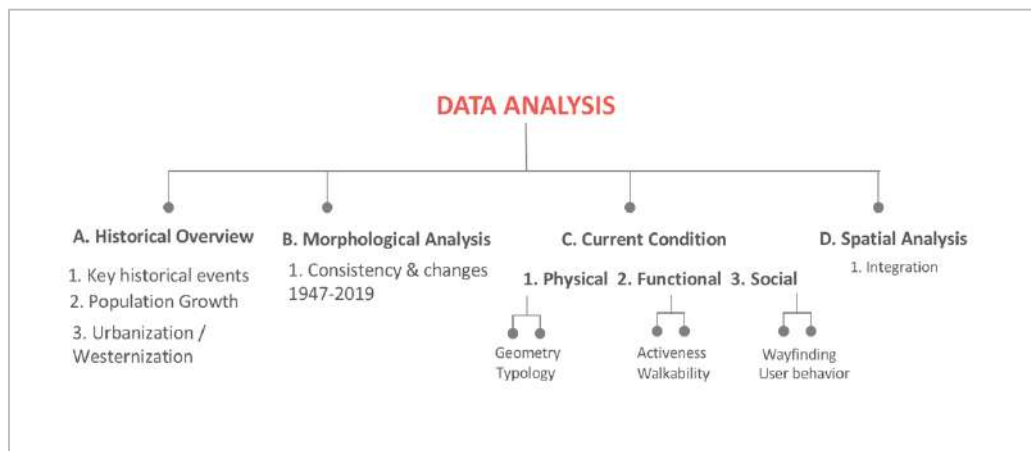 DATA ANALYSIS
A. Historical Overview
1. Key historical events
2. Population Growth
3. Urbanization /
Westernization
B. Morphological Analysis
1. Consistency & changes
1947-2019
C. Current Condition
1. Physical 2. Functional 3. Social
Geometry
Typology
Activeness
Walkability
Wayfinding
User behavior
D. Spatial Analysis
1. Integration